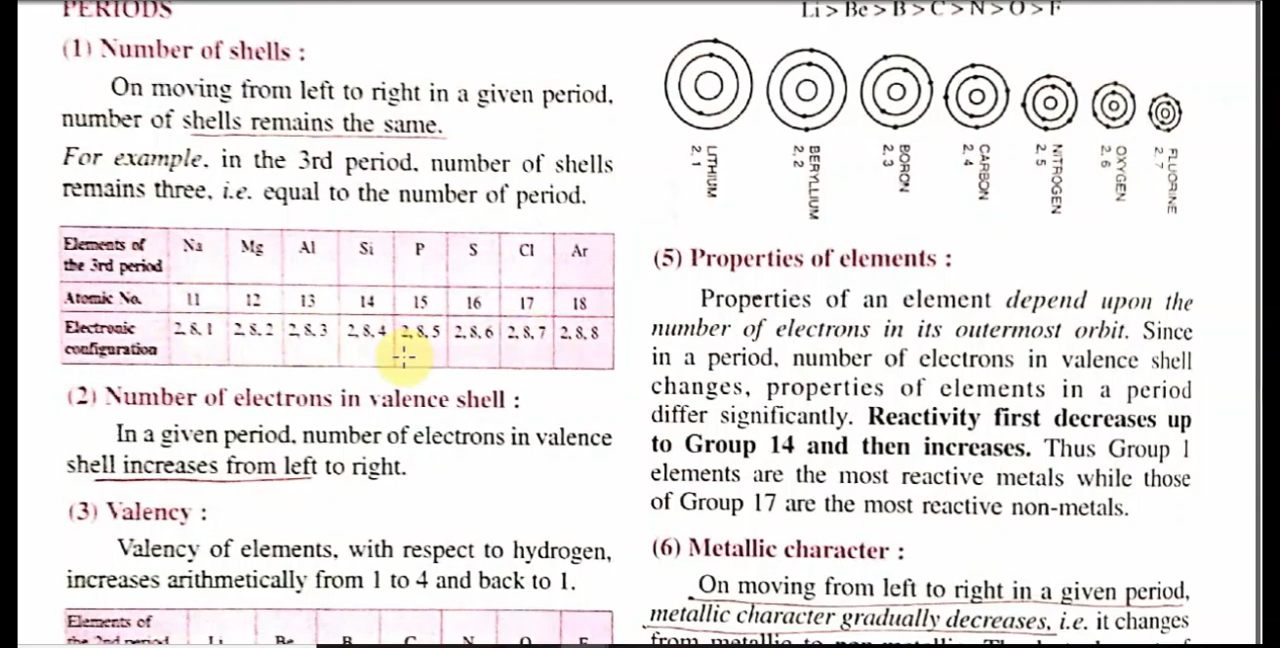 PERIODS
(1) Number of shells :
On moving from left to right in a given period,
number of shells remains the same.
For example, in the 3rd period, number of shells
remains three, i.e. equal to the number of period.
Elements of the 3rd period Na Mg Al Si P S Cl Ar
Atomic No. 11 12 13 14 15 16 17 18
Electronic configuration 2, 8, 1 2, 8, 2 2, 8, 3 2, 8, 4 2, 8, 5 2, 8, 6 2, 8, 7 2, 8, 8
(2) Number of electrons in valence shell :
In a given period, number of electrons in valence
shell increases from left to right.
(3) Valency :
Valency of elements, with respect to hydrogen,
increases arithmetically from 1 to 4 and back to 1.
Elements of
the 2nd period Li Be B C N O F
Li > Be > B > C > N > O > F
LITHIUM 2, 1
BERYLLIUM 2, 2
BORON 2, 3
CARBON 2, 4
NITROGEN 2, 5
OXYGEN 2, 6
FLUORINE 2, 7
(5) Properties of elements :
Properties of an element depend upon the
number of electrons in its outermost orbit. Since
in a period, number of electrons in valence shell
changes, properties of elements in a period
differ significantly. Reactivity first decreases up
to Group 14 and then increases. Thus Group 1
elements are the most reactive metals while those
of Group 17 are the most reactive non-metals.
(6) Metallic character :
On moving from left to right in a given period,
metallic character gradually decreases, i.e. it changes
from metallic to non-metallic.